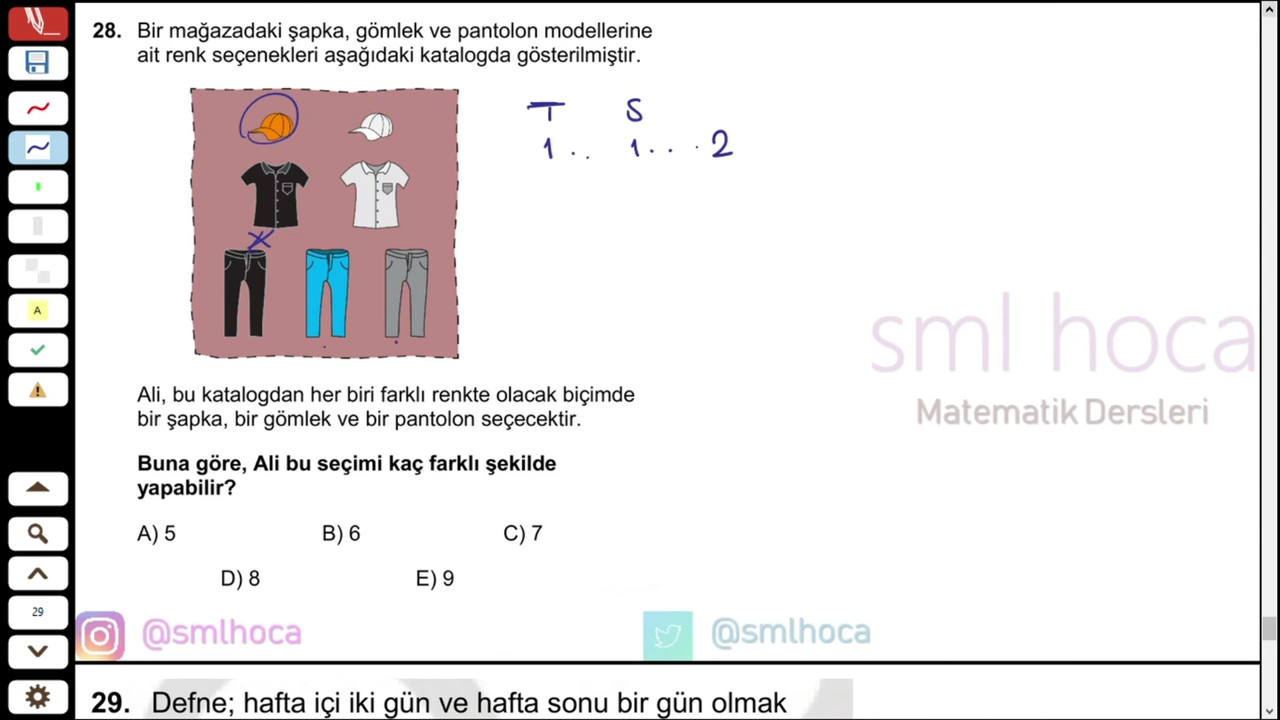 28. Bir mağazadaki şapka, gömlek ve pantolon modellerine
ait renk seçenekleri aşağıdaki katalogda gösterilmiştir.
T S
1.. 1... 2
sml hoca
Matematik Dersleri
Ali, bu katalogdan her biri farklı renkte olacak biçimde
bir şapka, bir gömlek ve bir pantolon seçecektir.
Buna göre, Ali bu seçimi kaç farklı şekilde
yapabilir?
A) 5 B) 6 C) 7
D) 8 E) 9
@smlhoca @smlhoca
29. Defne; hafta içi iki gün ve hafta sonu bir gün olmak
A
29